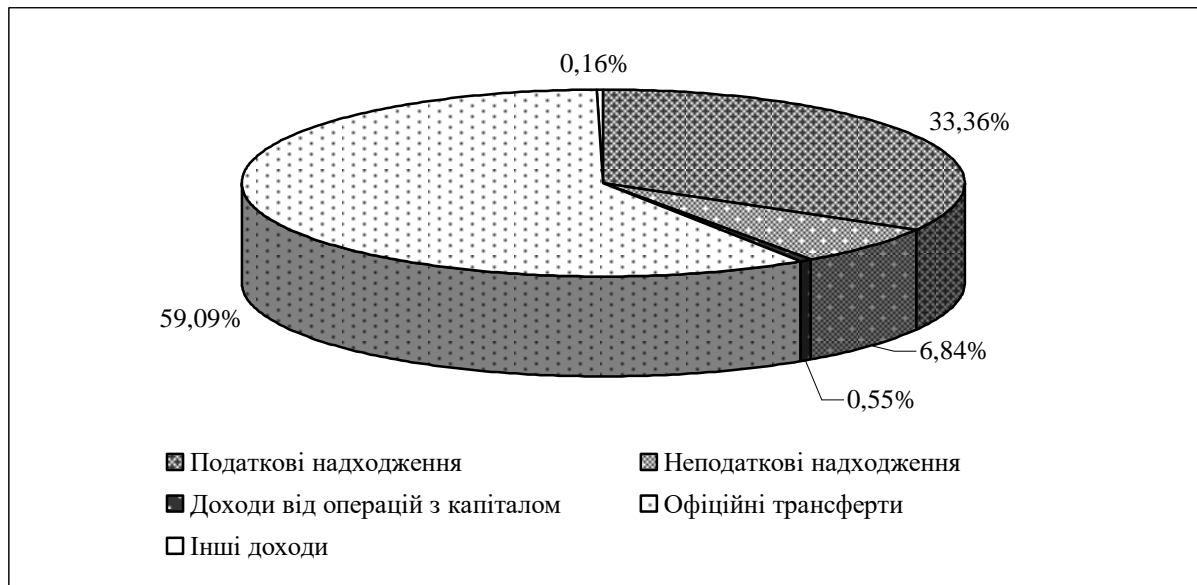 0,16%
33,36%
59,09%
6,84%
0,55%
Податкові надходження
Неподаткові надходження
Доходи від операцій з капіталом
Офіційні трансферти
Інші доходи